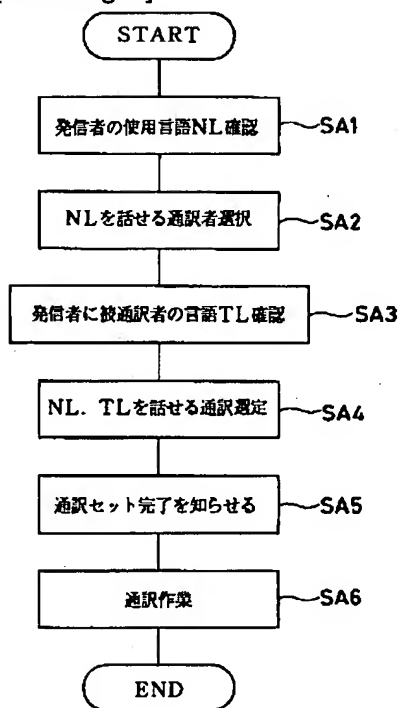 START
発信者の使用言語NL確認 SA1
NLを話せる通訳者選択 SA2
発信者に被通訳者の言語TL確認 SA3
NL. TLを話せる通訳選定 SA4
通訳セット完了を知らせる SA5
通訳作業 SA6
END